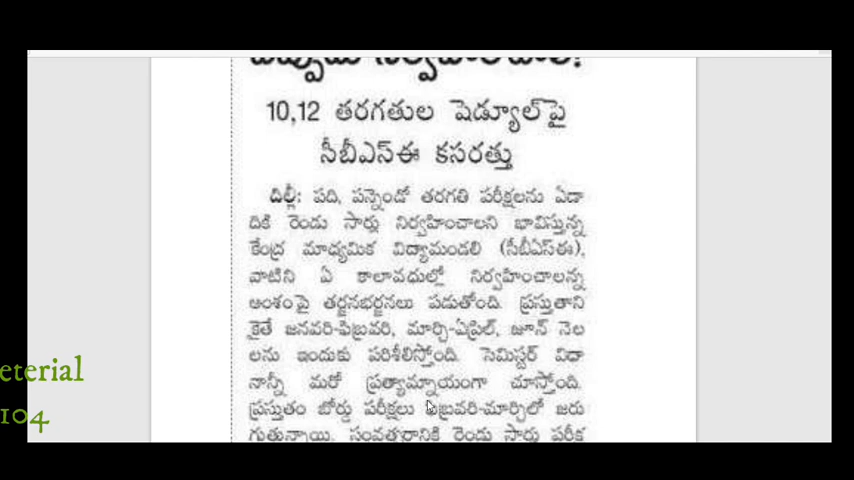 10,12 తరగతుల షెడ్యూల్‌పై
సీబీఎస్ఈ కసరత్తు
దిల్లీ: పది, పన్నెండో తరగతి పరీక్షలను ఏడా
దికి రెండు సార్లు నిర్వహించాలని భావిస్తున్న
కేంద్ర మాధ్యమిక విద్యామండలి (సీబీఎస్ఈ),
వాటిని ఏ కాలావధుల్లో నిర్వహించాలన్న
అంశంపై తర్జనభర్జనలు పడుతోంది. ప్రస్తుతాని
కైతే జనవరి-ఫిబ్రవరి, మార్చి-ఏప్రిల్, జూన్ నెల
లను ఇందుకు పరిశీలిస్తోంది. సెమిస్టర్ విధా
నాన్నీ మరో ప్రత్యామ్నాయంగా చూస్తోంది.
ప్రస్తుతం బోర్డు పరీక్షలు ఫిబ్రవరి-మార్చిలో జరు
గుతున్నాయి. సంవత్సరానికి రెండు సార్లు పరీక్ష
eterial
104